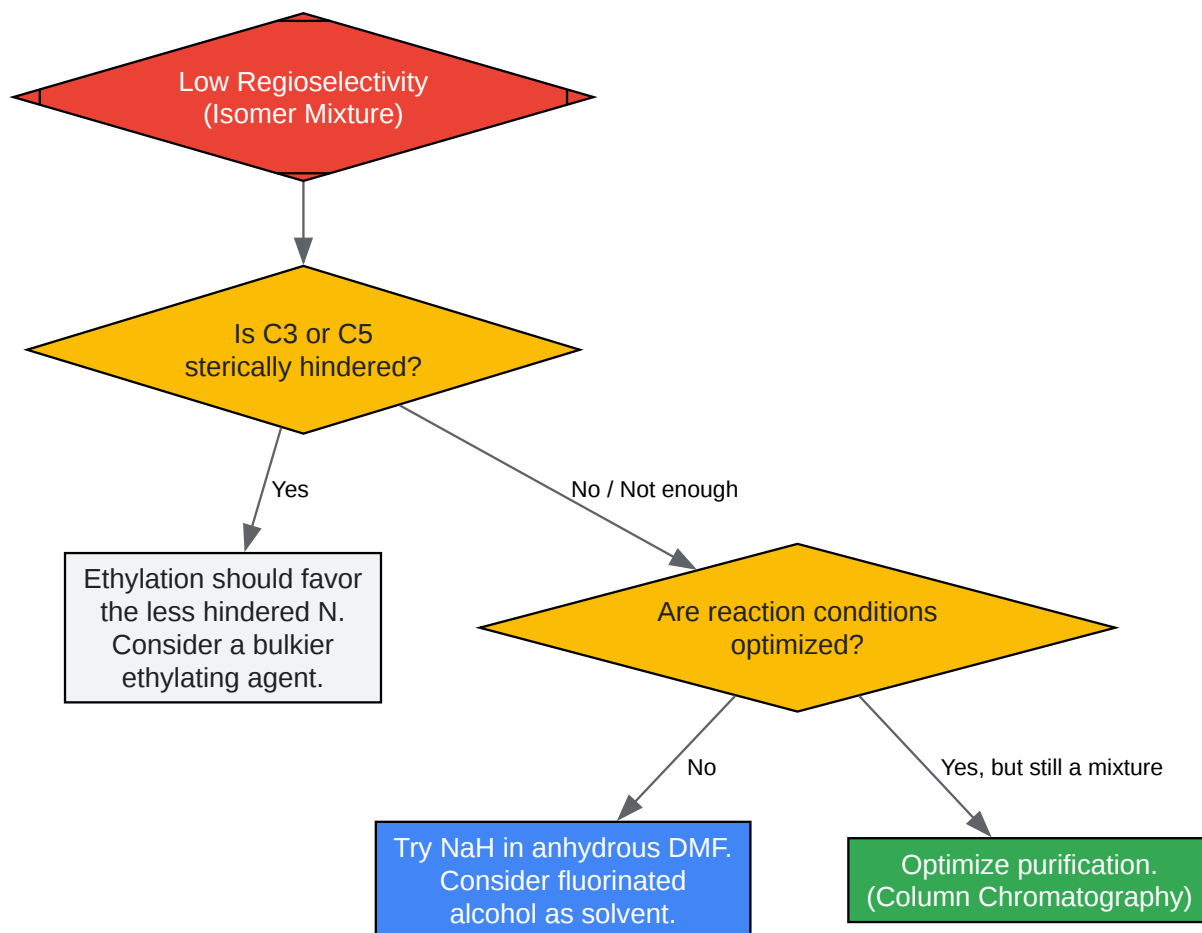 Low Regioselectivity
(Isomer Mixture)
Is C3 or C5
sterically hindered?
Yes
No / Not enough
Ethylation should favor
the less hindered N.
Consider a bulkier
ethylating agent.
Are reaction conditions
optimized?
No
Yes, but still a mixture
Try NaH in anhydrous DMF.
Consider fluorinated
alcohol as solvent.
Optimize purification.
(Column Chromatography)